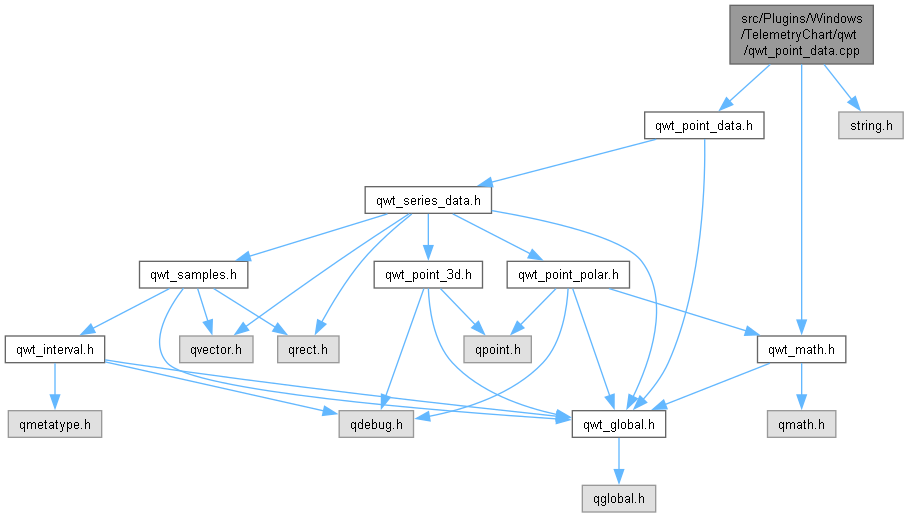 src/Plugins/Windows
/TelemetryChart/qwt
/qwt_point_data.cpp
qwt_point_data.h
string.h
qwt_series_data.h
qwt_samples.h
qwt_point_3d.h
qwt_point_polar.h
qwt_interval.h
qvector.h
qrect.h
qpoint.h
qwt_math.h
qmetatype.h
qdebug.h
qwt_global.h
qmath.h
qglobal.h